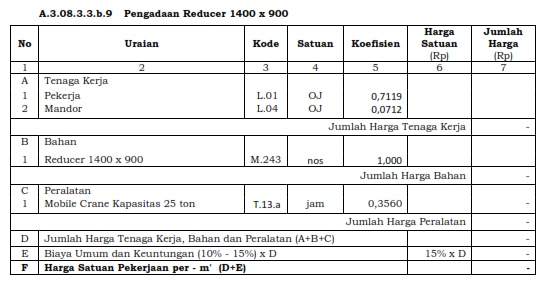 A.3.08.3.3.b.9 Pengadaan Reducer 1400 x 900
No Uraian Kode Satuan Koefisien Harga Satuan (Rp) Jumlah Harga (Rp)
1 2 3 4 5 6 7
A Tenaga Kerja
1 Pekerja L.01 OJ 0,7119
2 Mandor L.04 OJ 0,0712
Jumlah Harga Tenaga Kerja -
B Bahan
1 Reducer 1400 x 900 M.243 nos 1,000
Jumlah Harga Bahan -
C Peralatan -
1 Mobile Crane Kapasitas 25 ton T.13.a jam 0,3560 -
Jumlah Harga Peralatan -
D Jumlah Harga Tenaga Kerja, Bahan dan Peralatan (A+B+C) -
E Biaya Umum dan Keuntungan (10% - 15%) x D 15% x D -
F Harga Satuan Pekerjaan per - m' (D+E) -